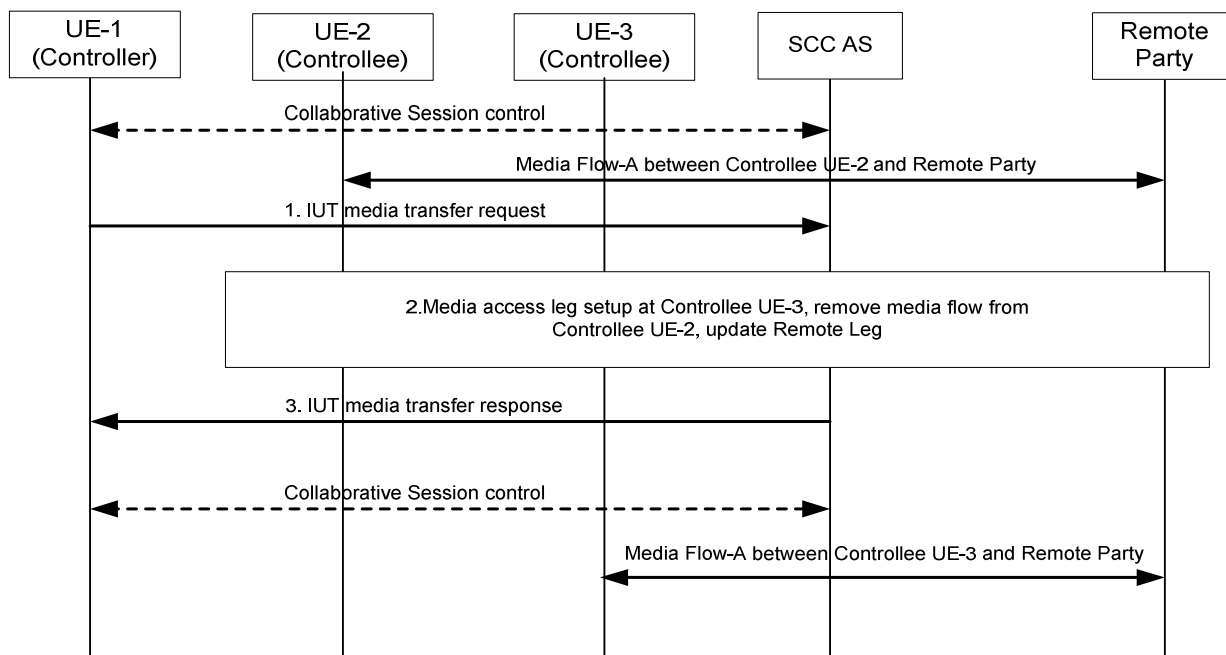 UE-1
(Controller)
UE-2
(Controllee)
UE-3
(Controllee)
SCC AS
Remote
Party
Collaborative Session control
Media Flow-A between Controllee UE-2 and Remote Party
1. IUT media transfer request
2.Media access leg setup at Controllee UE-3, remove media flow from
Controllee UE-2, update Remote Leg
3. IUT media transfer response
Collaborative Session control
Media Flow-A between Controllee UE-3 and Remote Party